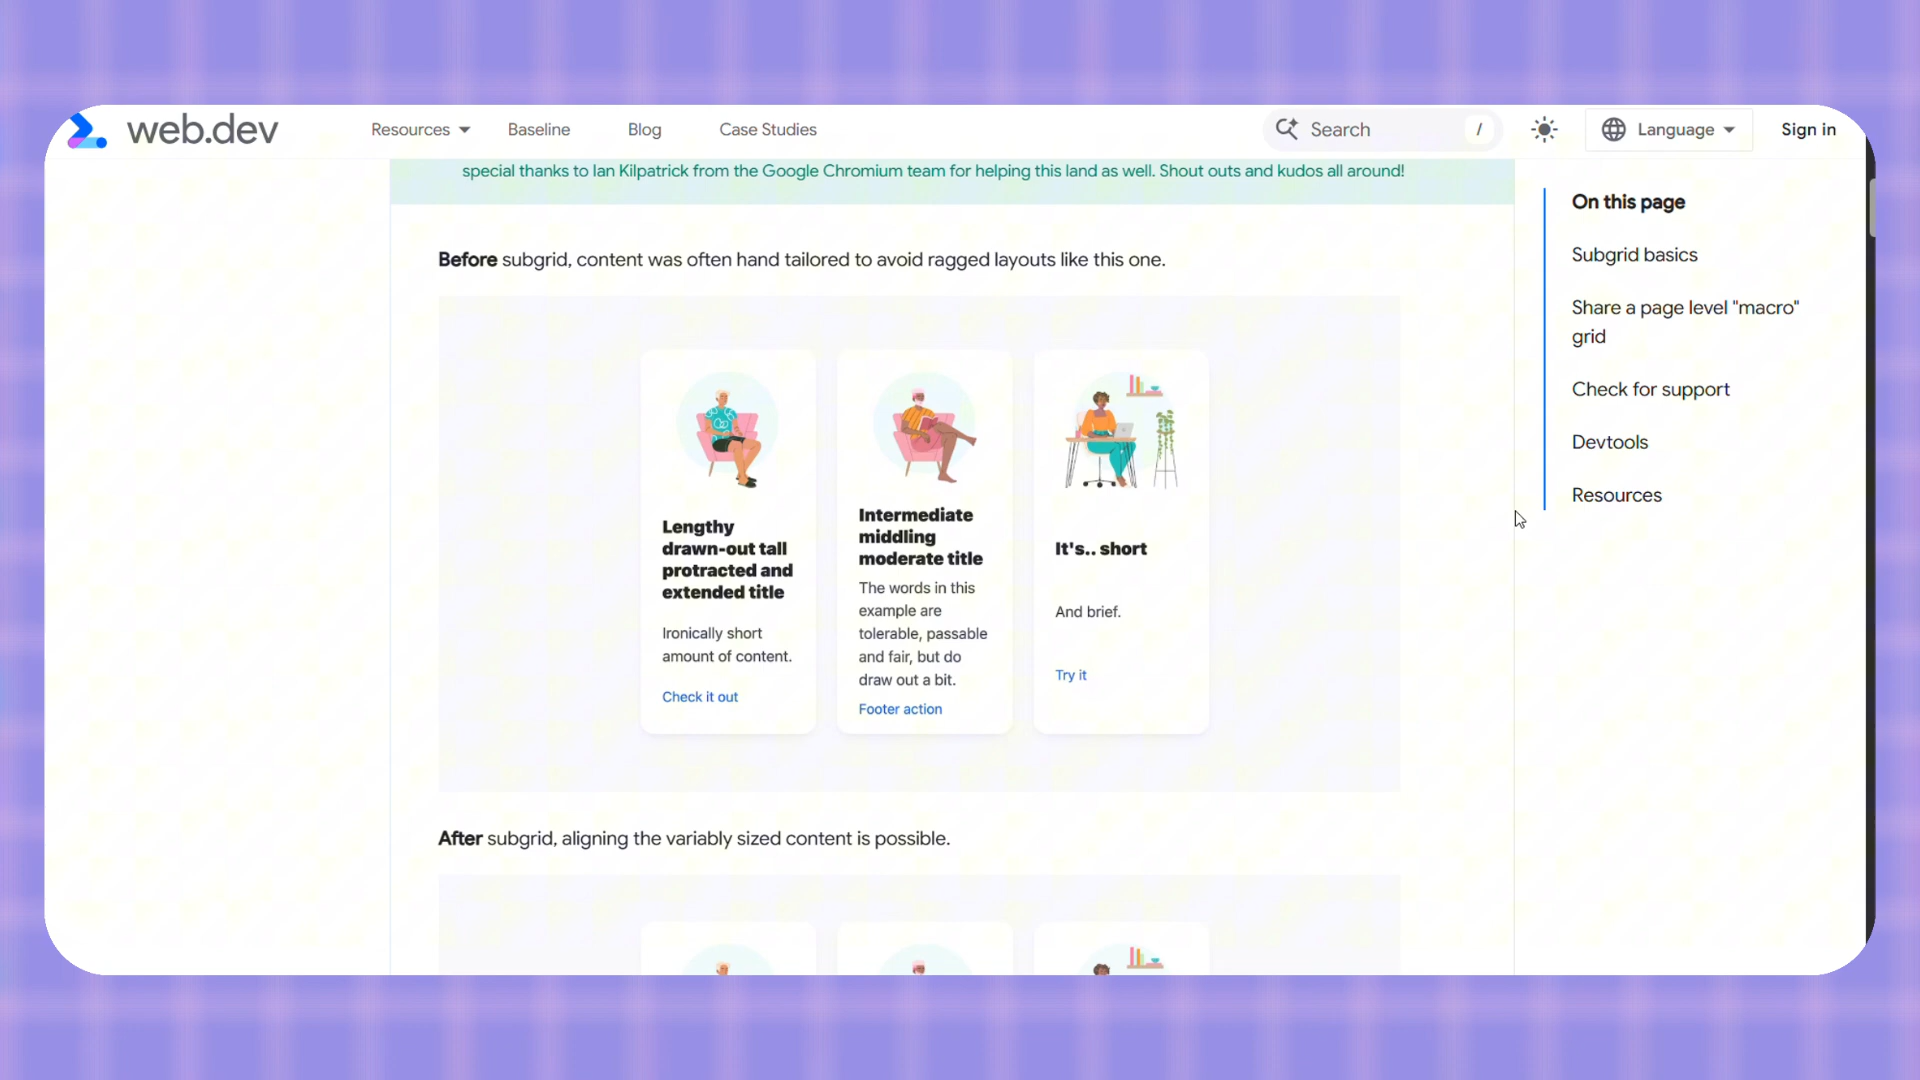 web.dev
Resources
Baseline
Blog
Case Studies
Search
/
Language
Sign in
special thanks to Ian Kilpatrick from the Google Chromium team for helping this land as well. Shout outs and kudos all around!
Before subgrid, content was often hand tailored to avoid ragged layouts like this one.
Lengthy
drawn-out tall
protracted and
extended title
Ironically short
amount of content.
Check it out
Intermediate
middling
moderate title
The words in this
example are
tolerable, passable
and fair, but do
draw out a bit.
Footer action
It's.. short
And brief.
Try it
After subgrid, aligning the variably sized content is possible.
On this page
Subgrid basics
Share a page level "macro"
grid
Check for support
Devtools
Resources